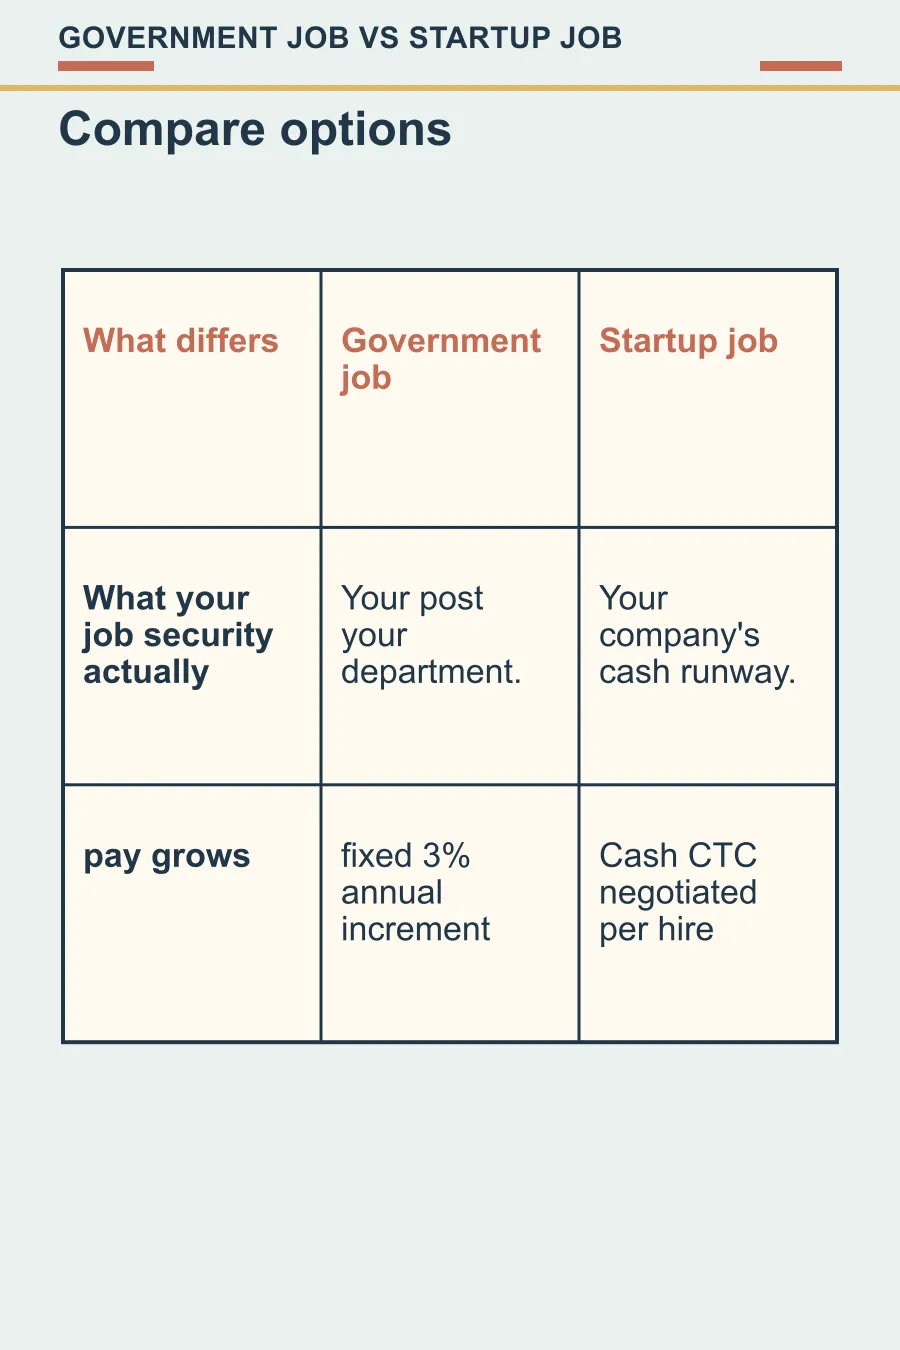 GOVERNMENT JOB VS STARTUP JOB
Compare options
What differs
Government
job
Startup job
What your
job security
actually
Your post
your
department.
Your
company's
cash runway.
pay grows
fixed 3%
annual
increment
Cash CTC
negotiated
per hire